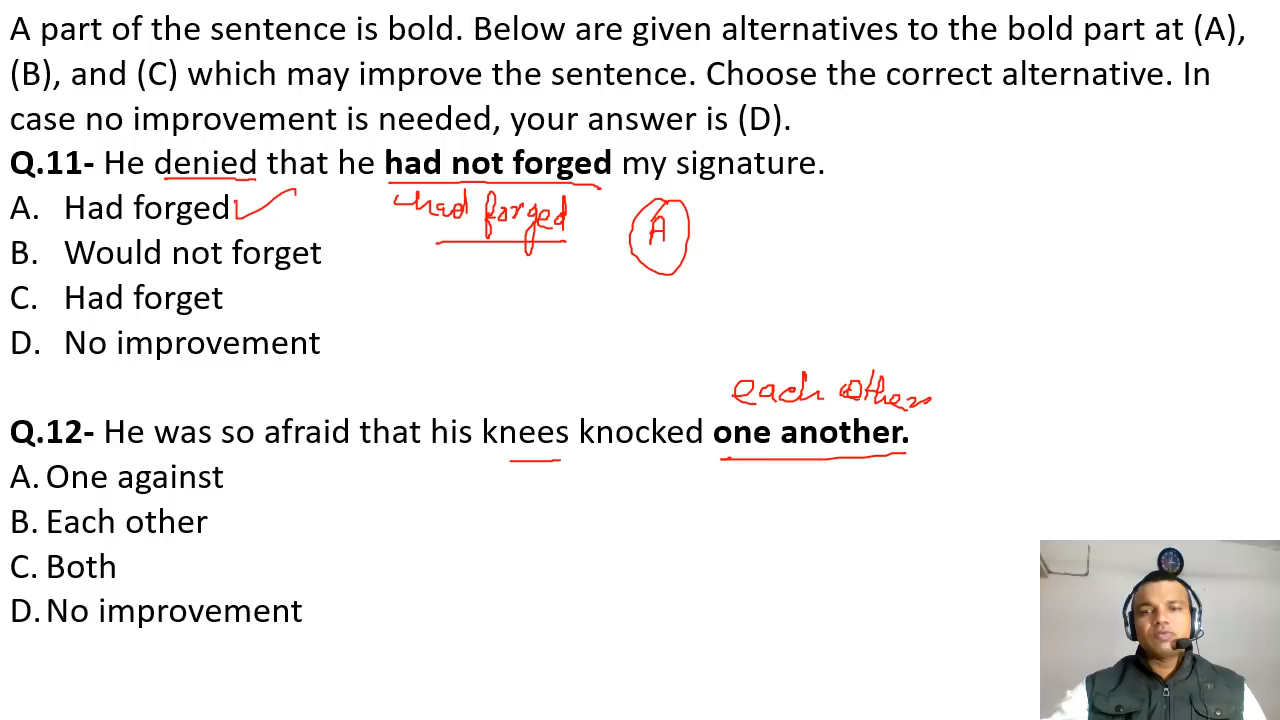 A part of the sentence is bold. Below are given alternatives to the bold part at (A),
(B), and (C) which may improve the sentence. Choose the correct alternative. In
case no improvement is needed, your answer is (D).
Q.11- He denied that he had not forged my signature.
A. Had forged
had forged
A
B. Would not forget
C. Had forget
D. No improvement
each other
Q.12- He was so afraid that his knees knocked one another.
A. One against
B. Each other
C. Both
D. No improvement